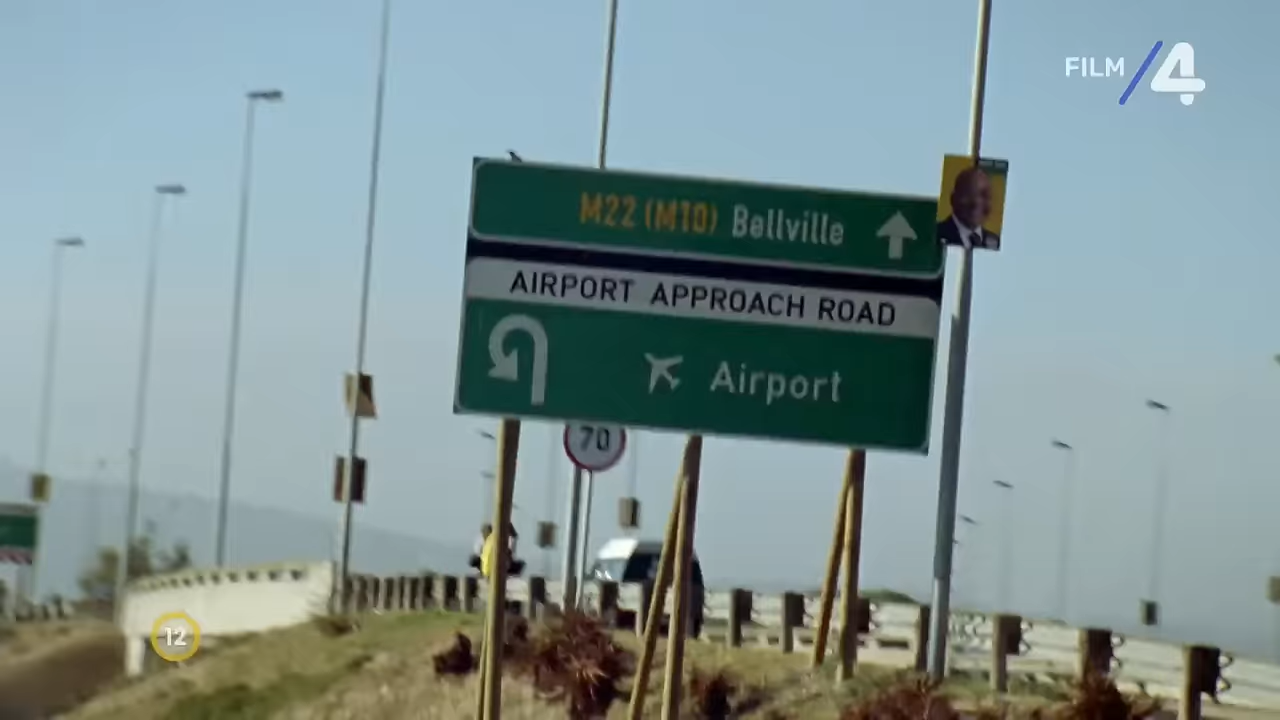 FILM/4
M22 (M10) Bellville
AIRPORT APPROACH ROAD
Airport
70
12